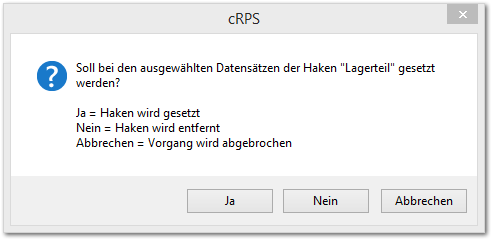 cRPS
Soll bei den ausgewählten Datensätzen der Haken "Lagerteil" gesetzt
werden?
Ja = Haken wird gesetzt
Nein = Haken wird entfernt
Abbrechen = Vorgang wird abgebrochen
Ja Nein Abbrechen